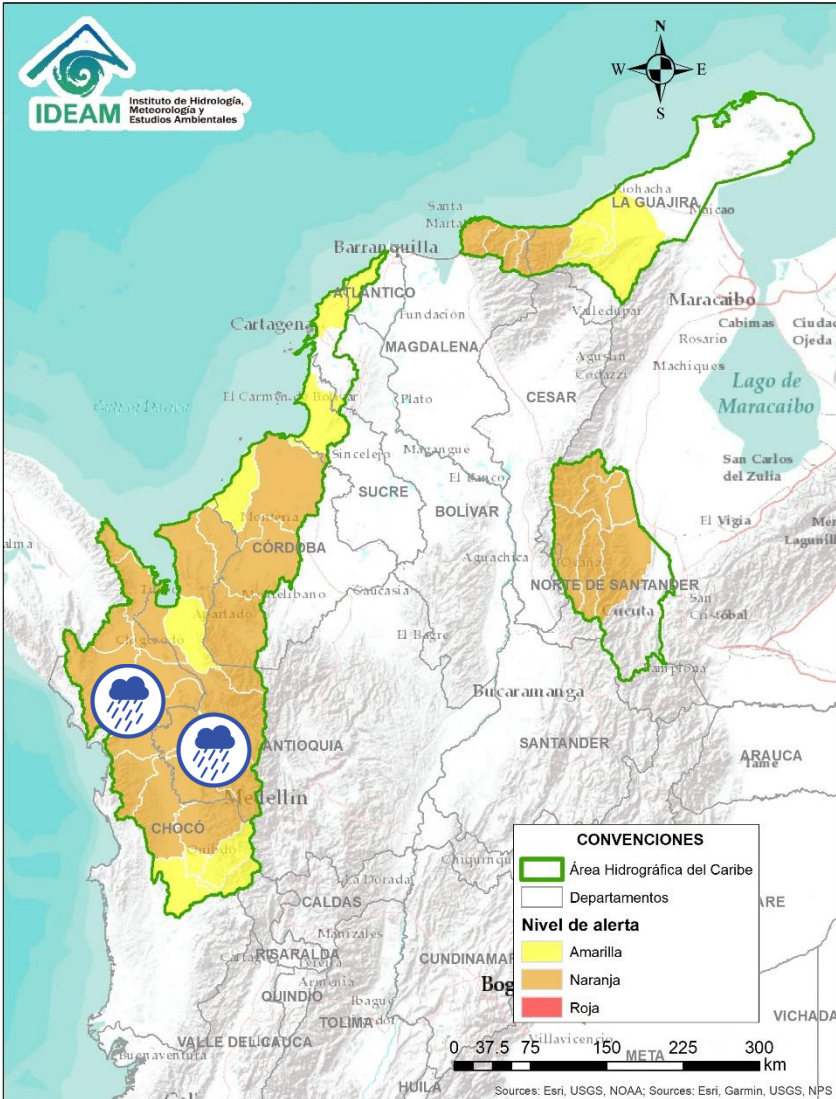 IDEAM
Instituto de Hidrología,
Meteorología y
Estudios Ambientales
N
W
E
S
Riohacha
LA GUAJIRA
Maicao
Santa
Marta
Barranquilla
ATLÁNTICO
Maracaibo
Cartagena
Fundación
Valledupar
Cabimas
Ciudad
Ojeda
Rosario
MAGDALENA
Agustín
Codazzi
Machiques
CESAR
Lago de
Maracaibo
El Carmen de Bolívar
Plato
Sincelejo
Magangue
San Carlos
del Zulia
El Banco
SUCRE
BOLÍVAR
Montería
CÓRDOBA
El Vigía
Aguachica
Ocaña
NORTE DE SANTANDER
Caucasia
San
Cristóbal
Apartado
Cúcuta
Chigorodó
El Bagre
Pamplona
Bucaramanga
ANTIOQUIA
SANTANDER
ARAUCA
Tame
Medellín
CHOCÓ
Quibdó
La Dorada
CALDAS
Manizales
RISARALDA
Pereira
Armenia
QUINDÍO
Ibagué
TOLIMA
VALLE DEL CAUCA
Buenaventura
HUILA
Villavicencio
META
VICHADA
CONVENCIONES
Área Hidrográfica del Caribe
Departamentos
Nivel de alerta
Amarilla
Naranja
Roja
0 37.5 75 150 225 300
km
Sources: Esri, USGS, NOAA; Sources: Esri, Garmin, USGS, NPS